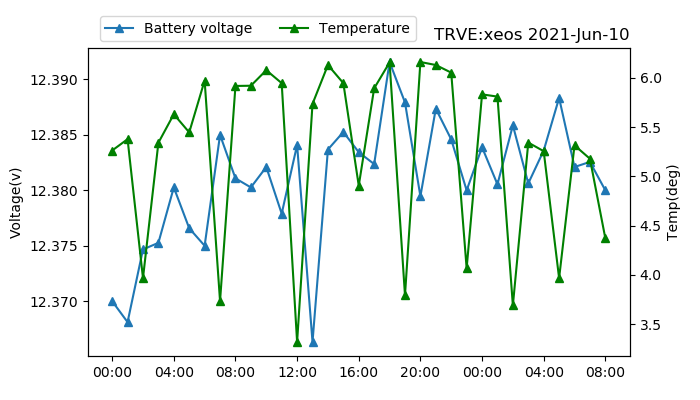 Battery voltage Temperature
TRVE:xeos 2021-Jun-10
12.390
12.385
12.380
12.375
12.370
Voltage(v)
6.0
5.5
5.0
4.5
4.0
3.5
Temp(deg)
00:00 04:00 08:00 12:00 16:00 20:00 00:00 04:00 08:00